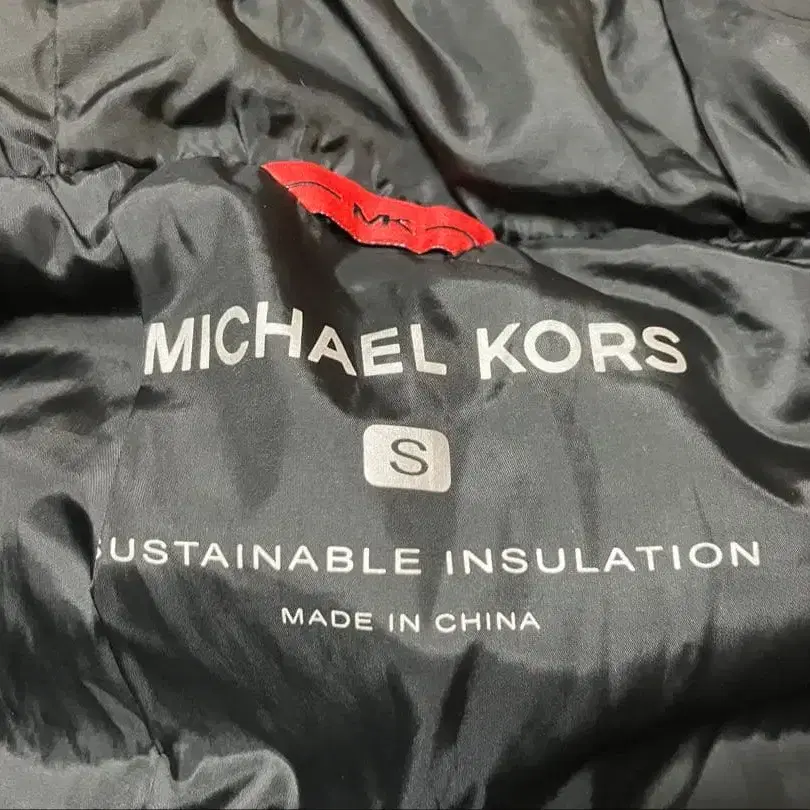 MK
MICHAEL KORS
S
SUSTAINABLE INSULATION
MADE IN CHINA